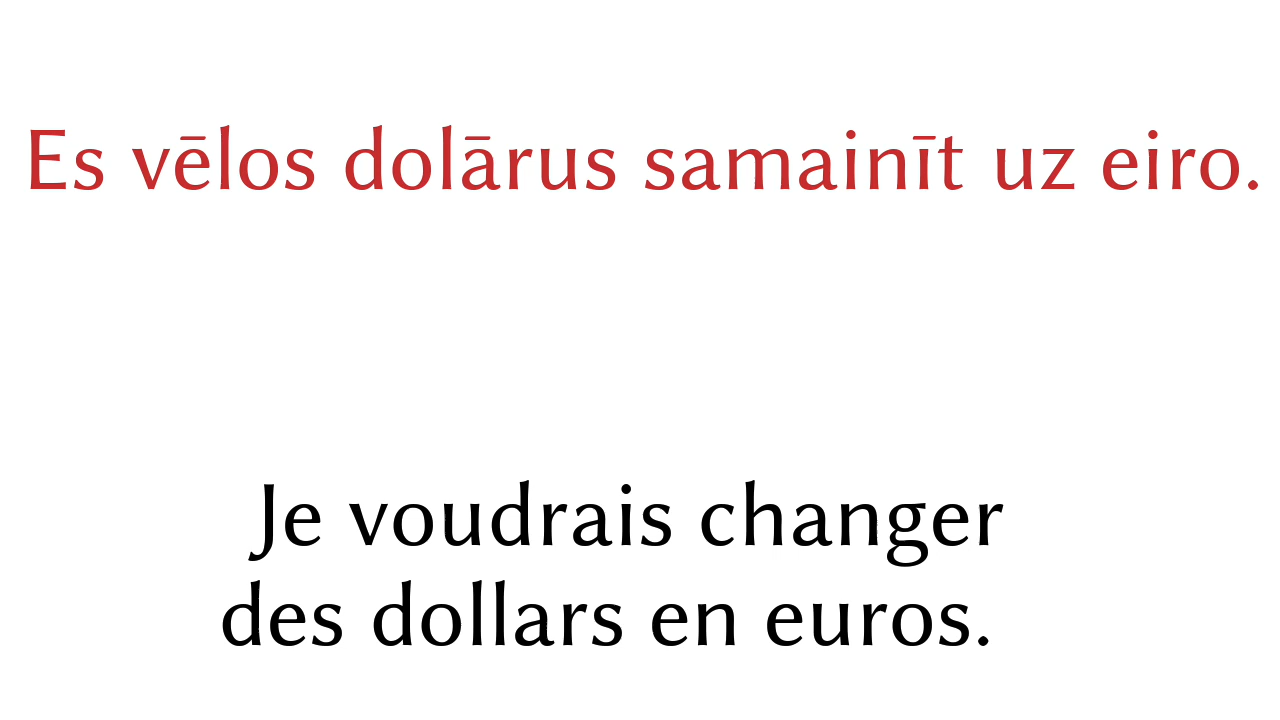 Es vēlos dolārus samainīt uz eiro.
Je voudrais changer
des dollars en euros.